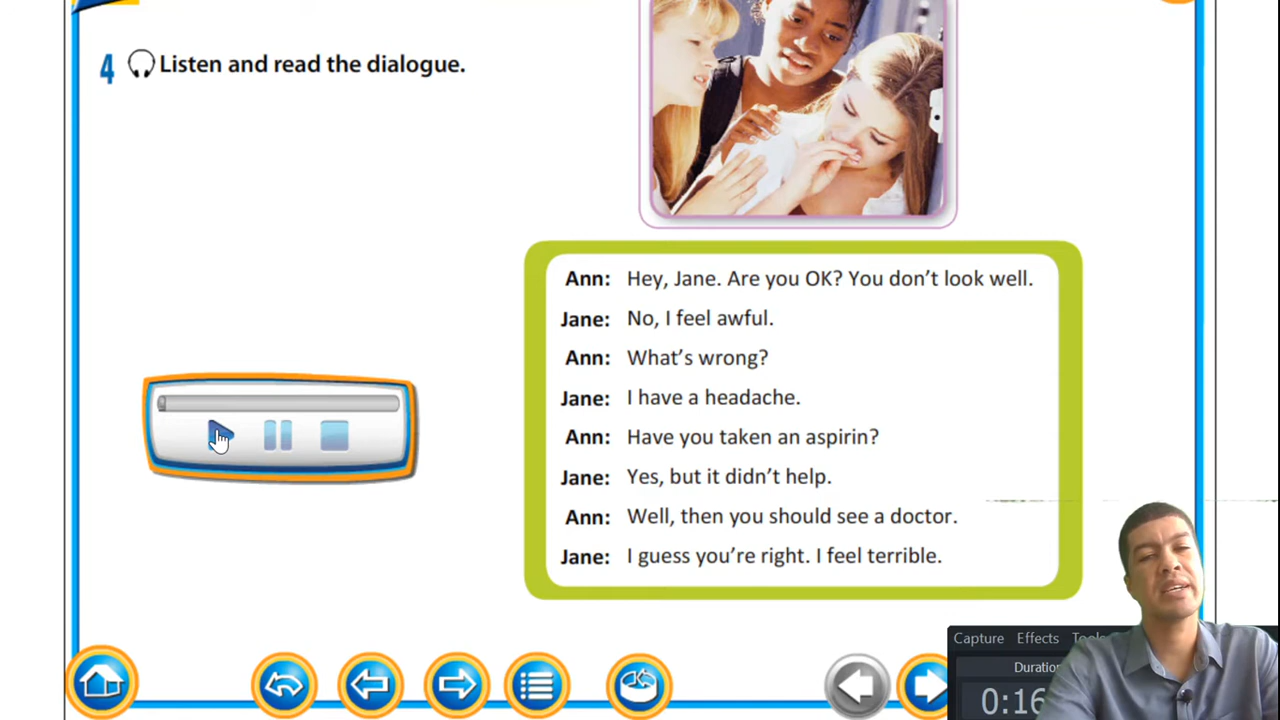 4 Listen and read the dialogue.
Ann: Hey, Jane. Are you OK? You don't look well.
Jane: No, I feel awful.
Ann: What's wrong?
Jane: I have a headache.
Ann: Have you taken an aspirin?
Jane: Yes, but it didn't help.
Ann: Well, then you should see a doctor.
Jane: I guess you're right. I feel terrible.
Capture Effects Tools
Duration
0:16